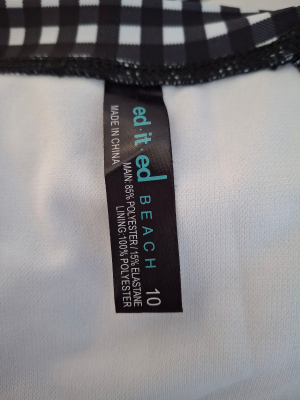 ed·it·ed
BEACH 10
MAIN: 85% POLYESTER / 15% ELASTANE
LINING:100% POLYESTER
MADE IN CHINA